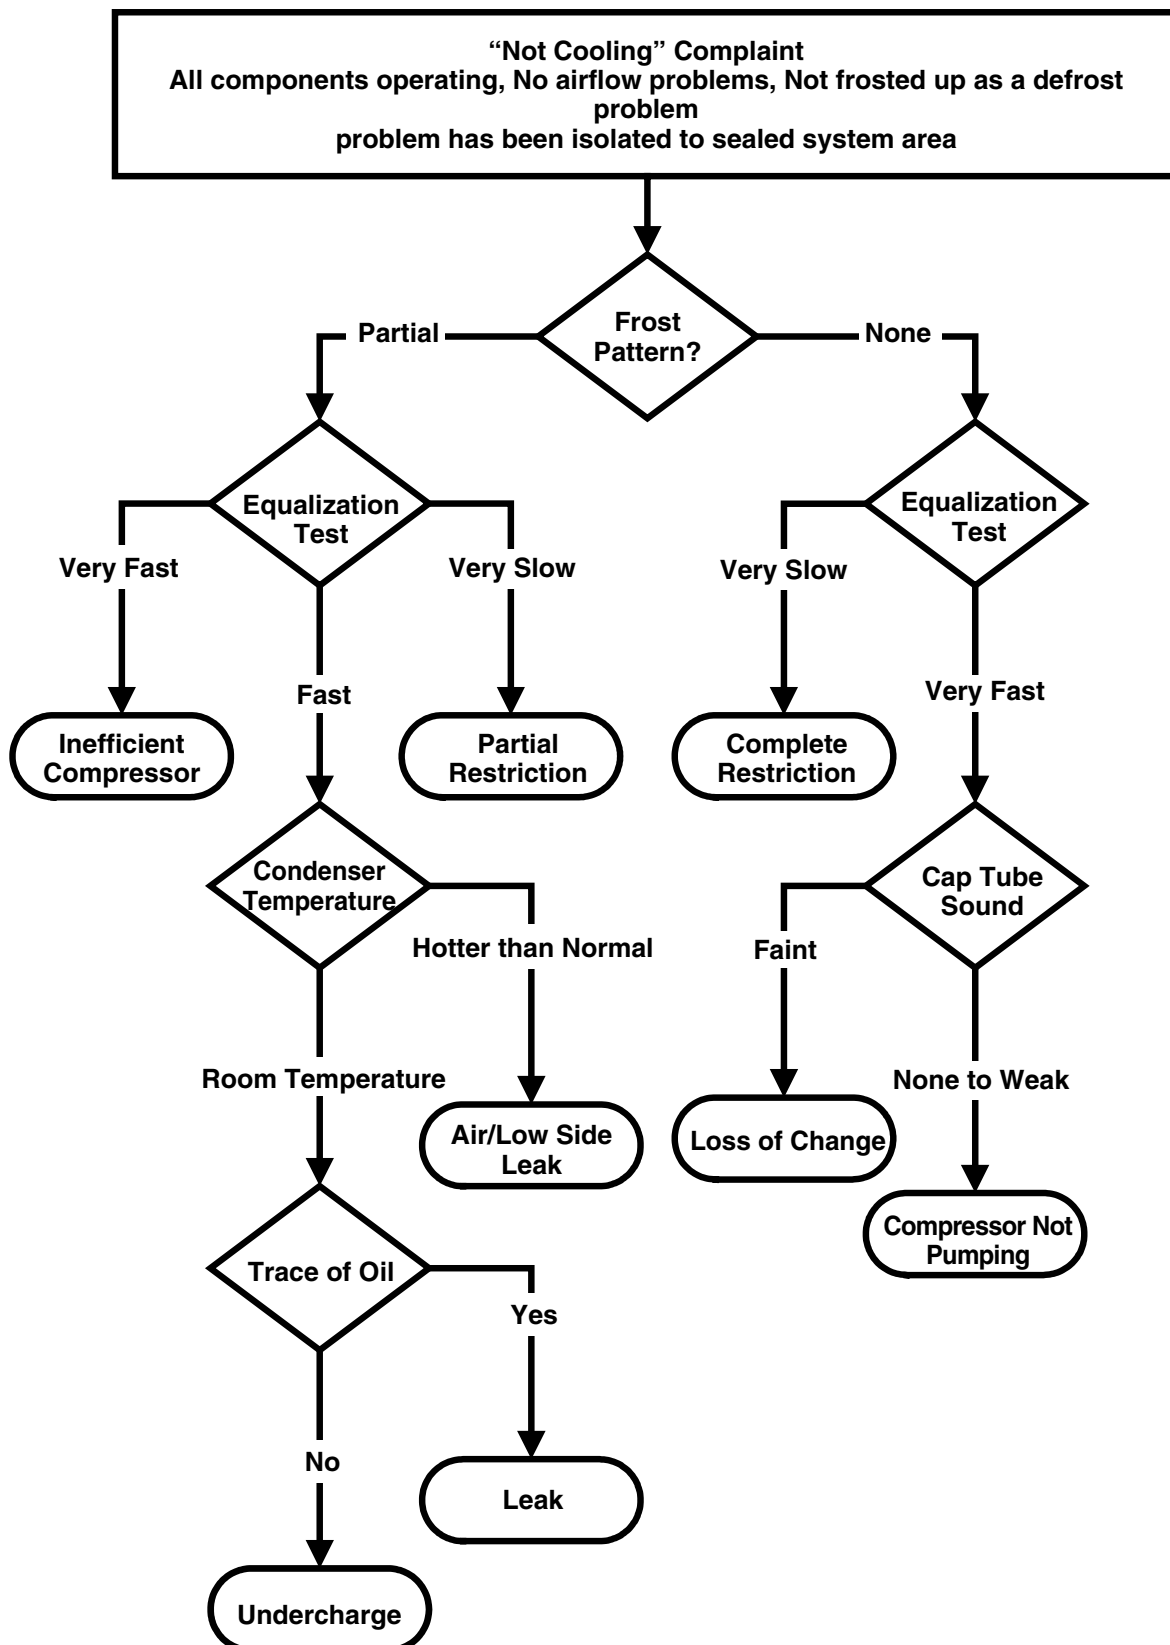 “Not Cooling” Complaint
All components operating, No airflow problems, Not frosted up as a defrost
problem
problem has been isolated to sealed system area
Frost
Pattern?
Partial
None
Equalization
Test
Equalization
Test
Very Fast
Very Slow
Very Slow
Fast
Very Fast
Inefficient
Compressor
Partial
Restriction
Complete
Restriction
Condenser
Temperature
Cap Tube
Sound
Hotter than Normal
Faint
Room Temperature
None to Weak
Air/Low Side
Leak
Loss of Change
Compressor Not
Pumping
Trace of Oil
Yes
No
Leak
Undercharge